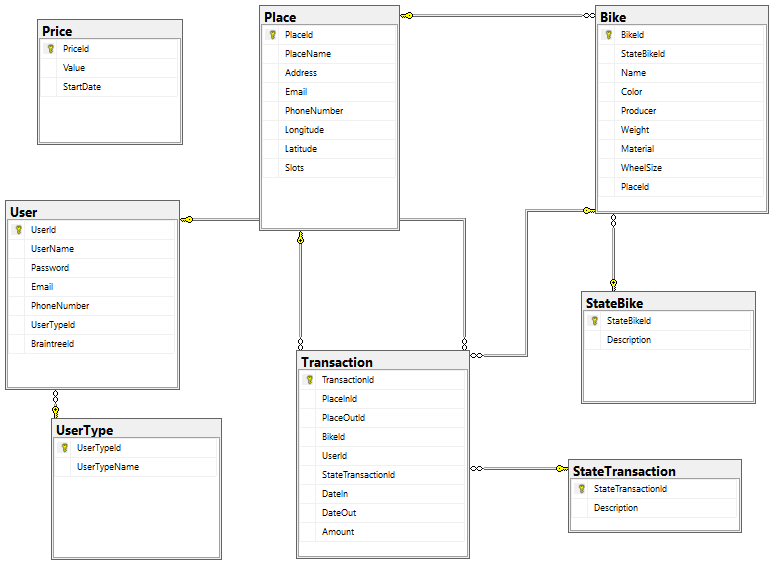 Price
PriceId
Value
StartDate
Place
PlaceId
PlaceName
Address
Email
PhoneNumber
Longitude
Latitude
Slots
Bike
BikeId
StateBikeId
Name
Color
Producer
Weight
Material
WheelSize
PlaceId
User
UserId
UserName
Password
Email
PhoneNumber
UserTypeId
BraintreeId
StateBike
StateBikeId
Description
Transaction
TransactionId
PlaceInId
PlaceOutId
BikeId
UserId
StateTransactionId
DateIn
DateOut
Amount
UserType
UserTypeId
UserTypeName
StateTransaction
StateTransactionId
Description